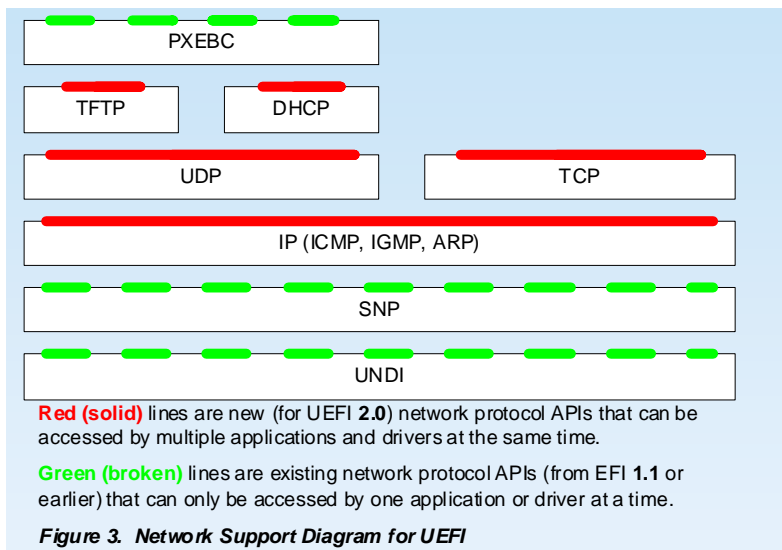 PXEBC
TFTP DHCP
UDP TCP
IP (ICMP, IGMP, ARP)
SNP
UNDI
Red (solid) lines are new (for UEFI 2.0) network protocol APIs that can be
accessed by multiple applications and drivers at the same time.
Green (broken) lines are existing network protocol APIs (from EFI 1.1 or
earlier) that can only be accessed by one application or driver at a time.
Figure 3. Network Support Diagram for UEFI